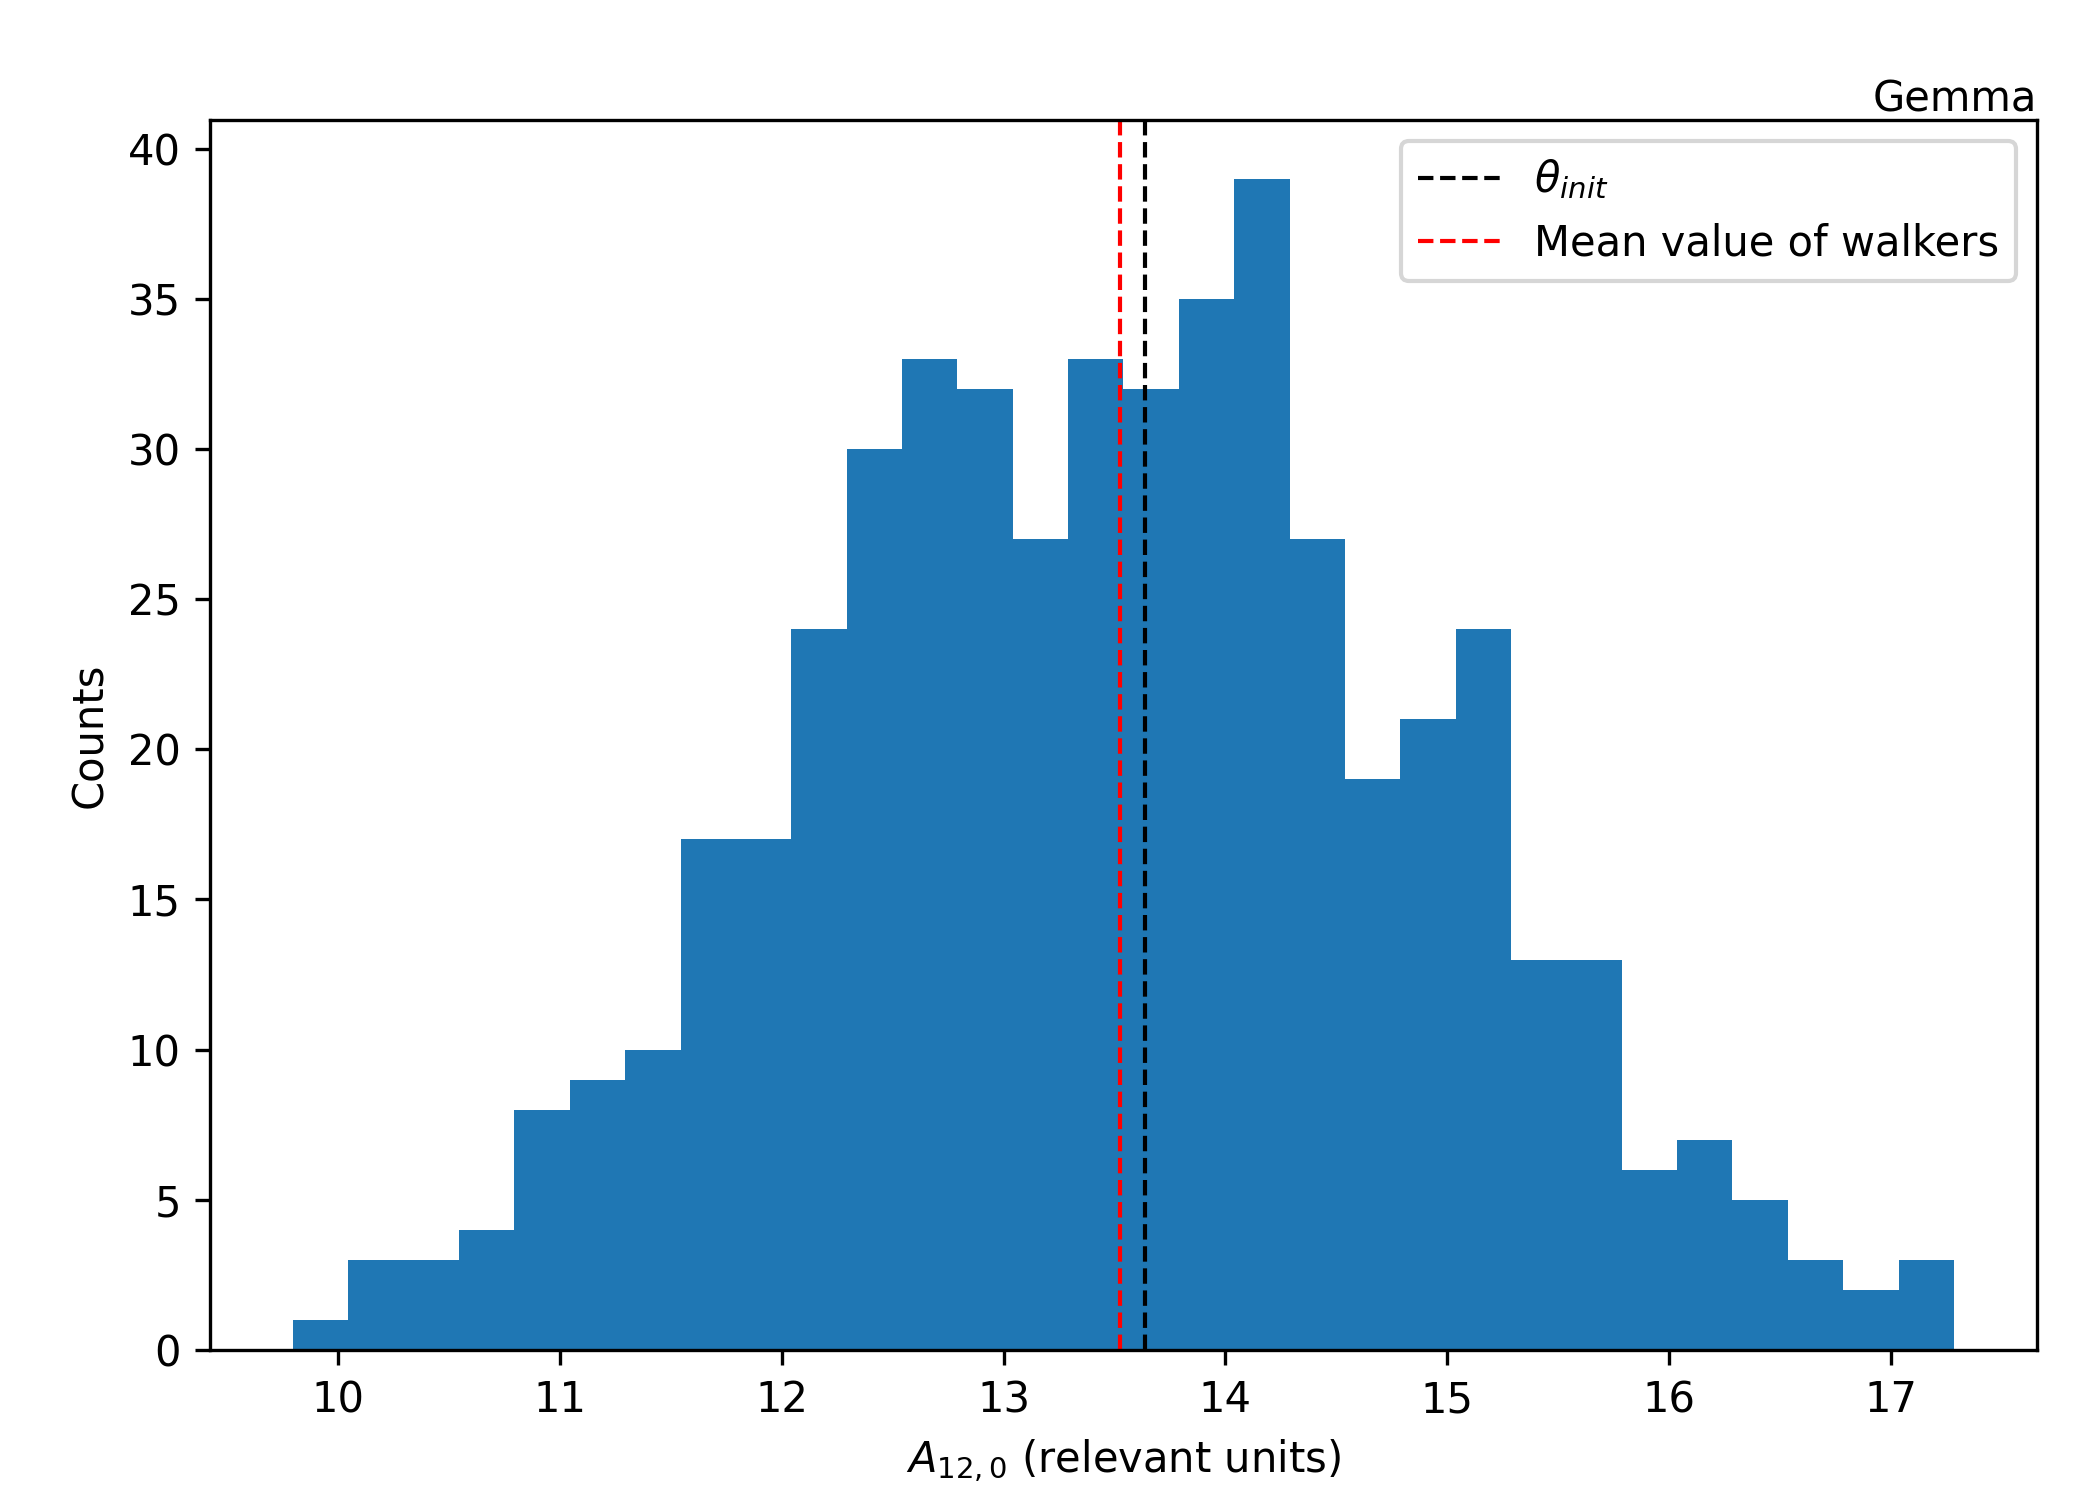 Gemma
40
35
30
25
20
15
10
5
0
Counts
θ_init
Mean value of walkers
10 11 12 13 14 15 16 17
A_12,0 (relevant units)